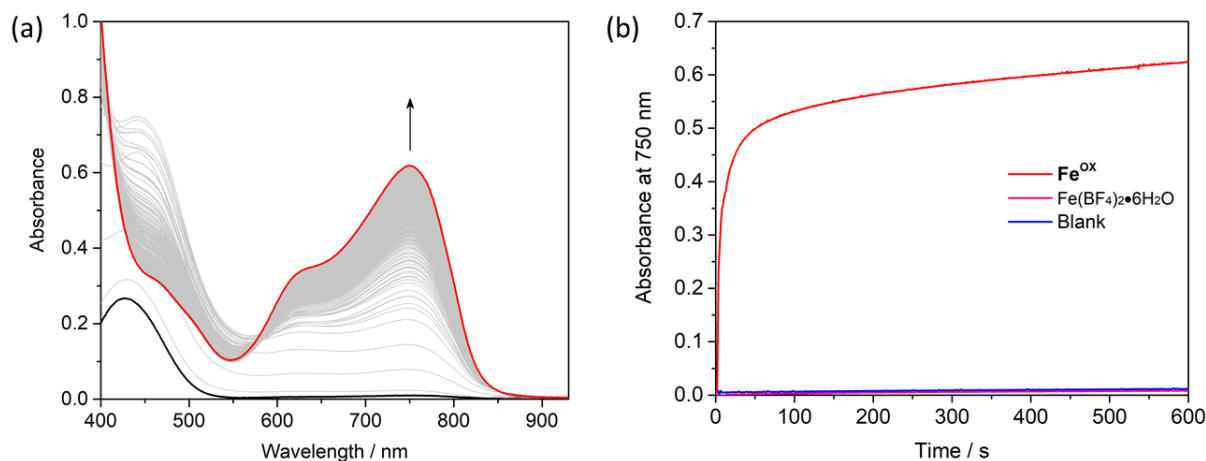 (a)
1.0
0.8
0.6
0.4
0.2
0.0
Absorbance
400 500 600 700 800 900
Wavelength / nm
(b)
0.7
0.6
0.5
0.4
0.3
0.2
0.1
0.0
Absorbance at 750 nm
Fe^ox
Fe(BF₄)₂•6H₂O
Blank
0 100 200 300 400 500 600
Time / s